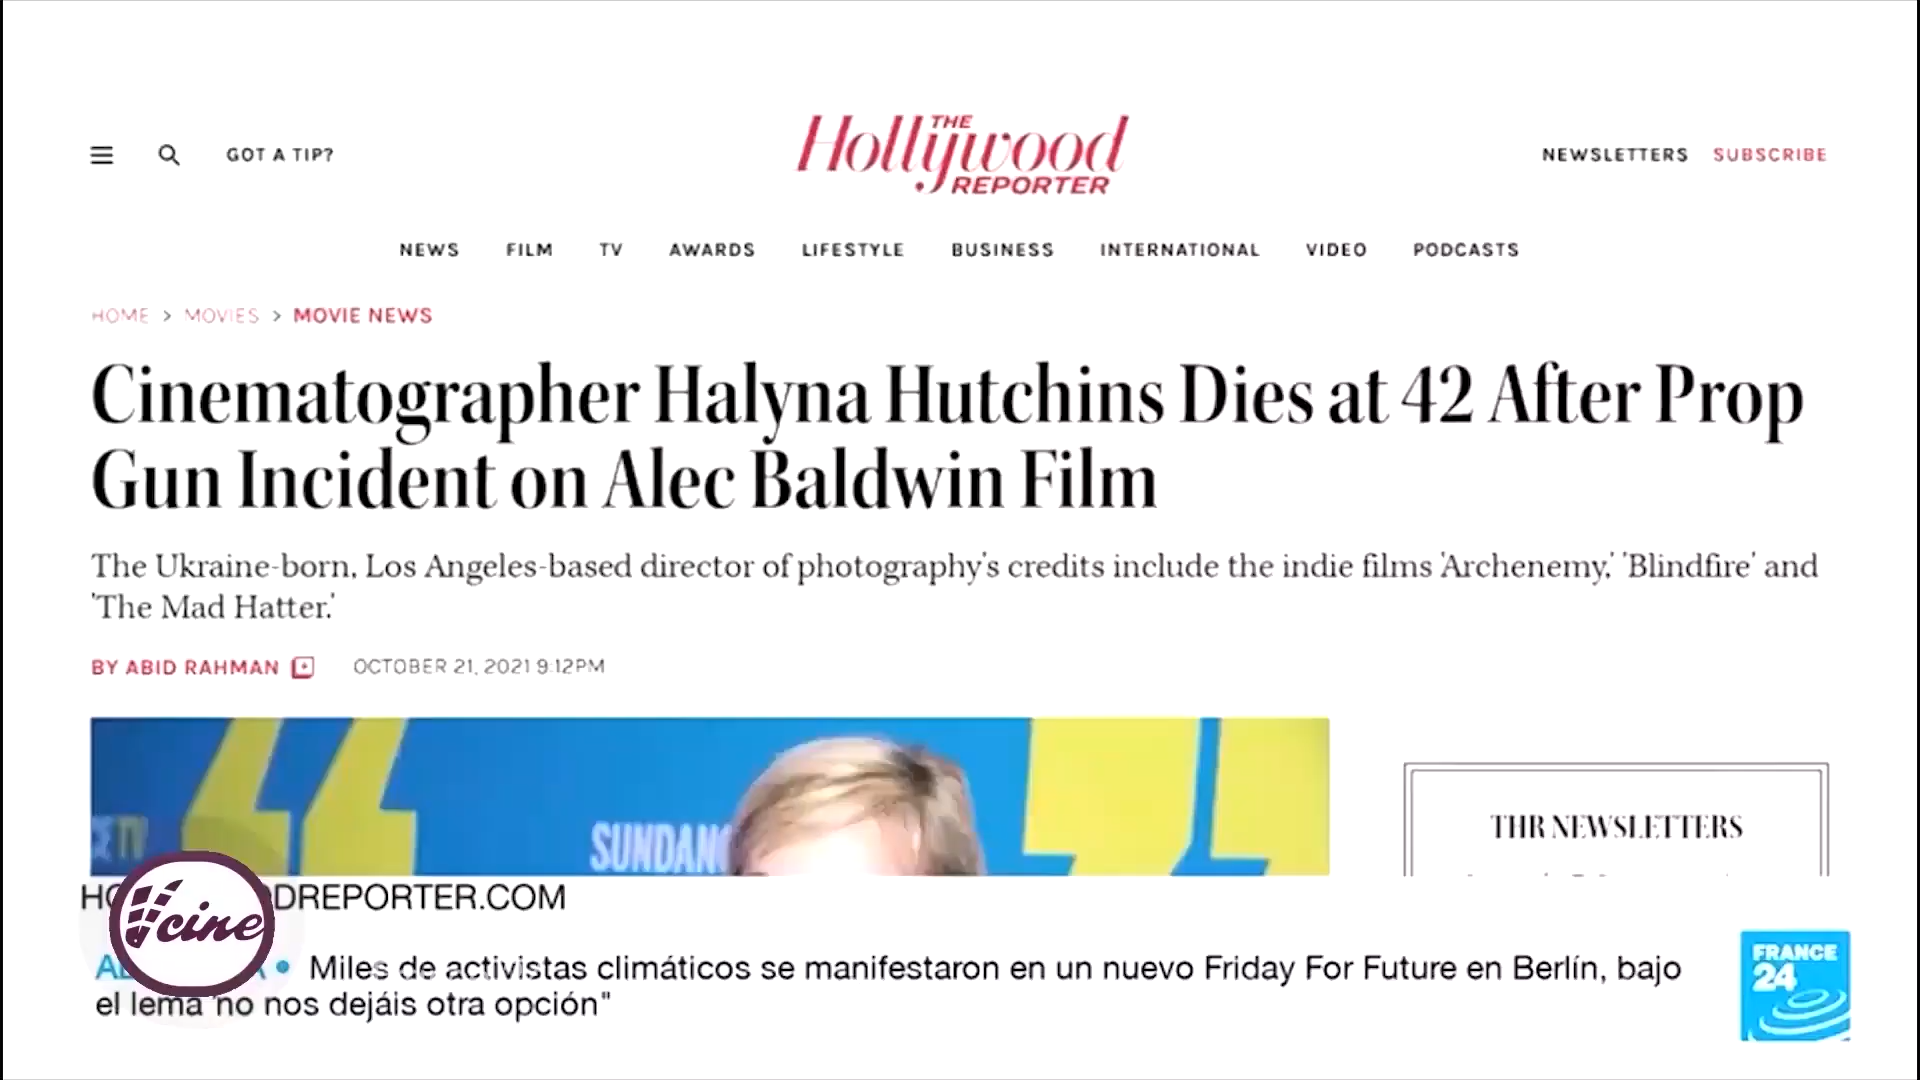 GOT A TIP?
THE
Hollywood
REPORTER
NEWSLETTERS SUBSCRIBE
NEWS FILM TV AWARDS LIFESTYLE BUSINESS INTERNATIONAL VIDEO PODCASTS
HOME > MOVIES > MOVIE NEWS
Cinematographer Halyna Hutchins Dies at 42 After Prop
Gun Incident on Alec Baldwin Film
The Ukraine-born, Los Angeles-based director of photography's credits include the indie films 'Archenemy,' 'Blindfire' and
'The Mad Hatter.'
BY ABID RAHMAN OCTOBER 21, 2021 9:12PM
TV
SUNDANC
THR NEWSLETTERS
DREPORTER.COM
cine
Miles de activistas climáticos se manifestaron en un nuevo Friday For Future en Berlín, bajo
el lema 'no nos dejáis otra opción"
FRANCE
24